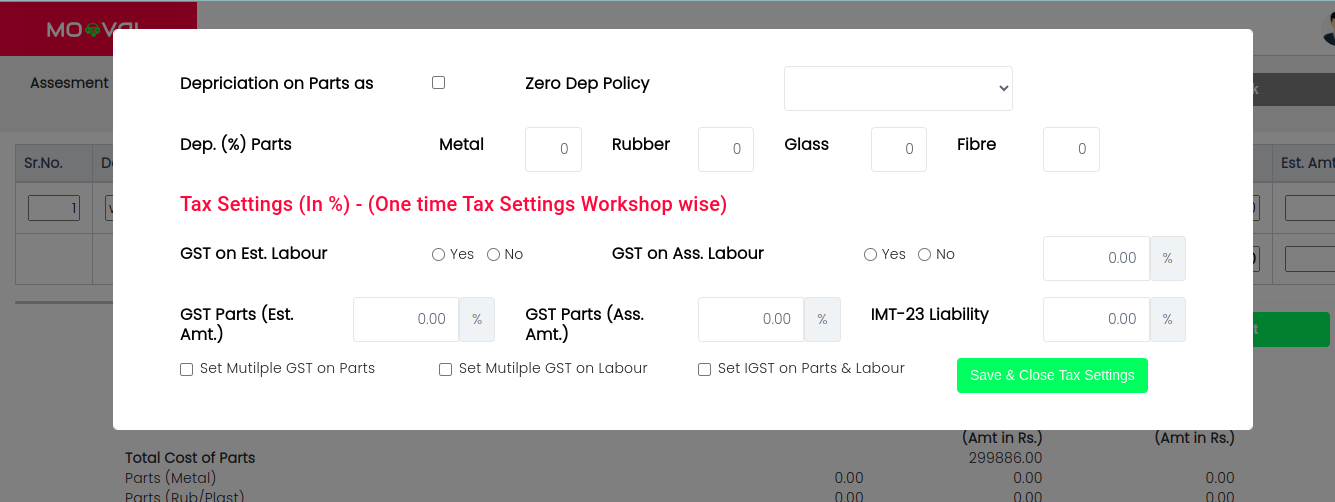 MO VAL
Assesment
Depriciation on Parts as
Zero Dep Policy
Dep. (%) Parts
Metal
0
Rubber
0
Glass
0
Fibre
0
Sr.No.
Est. Amt
1
Tax Settings (In %) - (One time Tax Settings Workshop wise)
GST on Est. Labour
Yes
No
GST on Ass. Labour
Yes
No
0.00
%
GST Parts (Est.
Amt.)
0.00
%
GST Parts (Ass.
Amt.)
0.00
%
IMT-23 Liability
0.00
%
Set Mutilple GST on Parts
Set Mutilple GST on Labour
Set IGST on Parts & Labour
Save & Close Tax Settings
(Amt in Rs.)
(Amt in Rs.)
Total Cost of Parts
299886.00
Parts (Metal)
0.00
0.00
0.00
Parts (Rub/Plast)
0.00
0.00
0.00